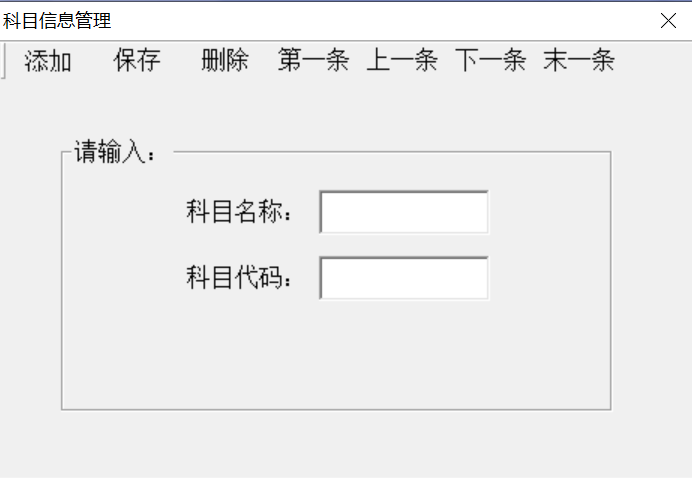 科目信息管理
添加 保存 删除 第一条 上一条 下一条 末一条
请输入：
科目名称：
科目代码：